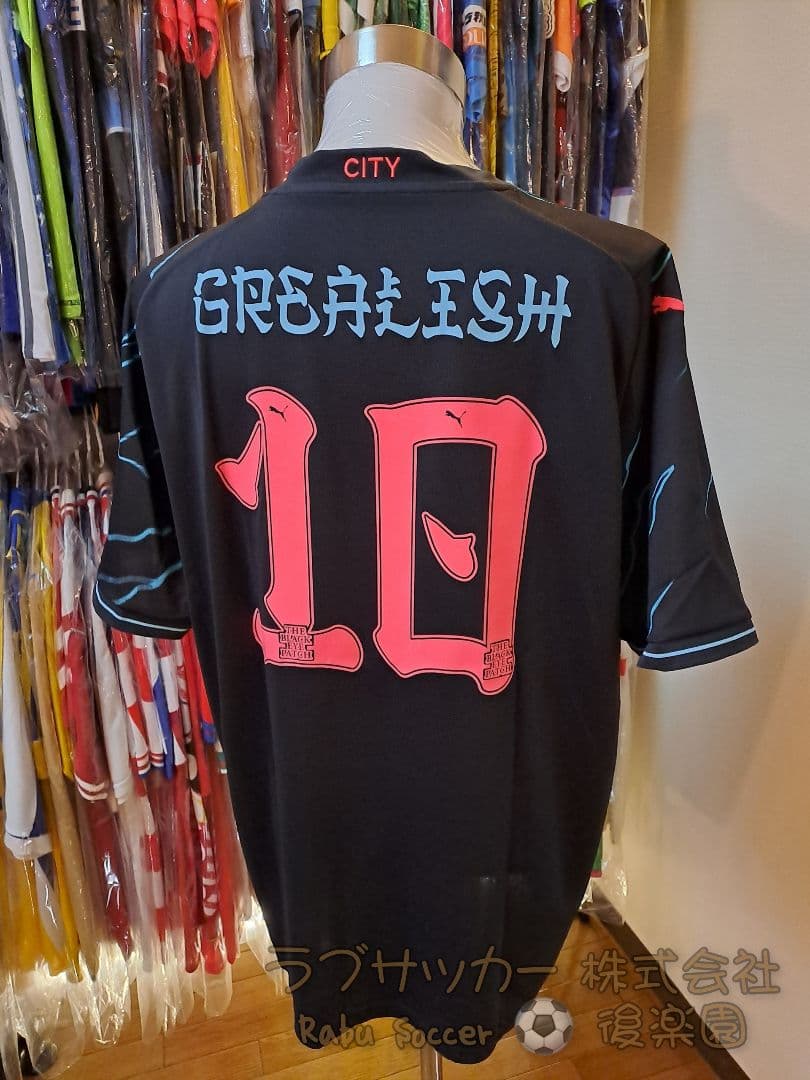 CITY
GREALISH
10
THE
BLACK
EYE
PATCH
THE
BLACK
EYE
PATCH
ラブサッカー 株式会社
Rabu Soccer 後楽園